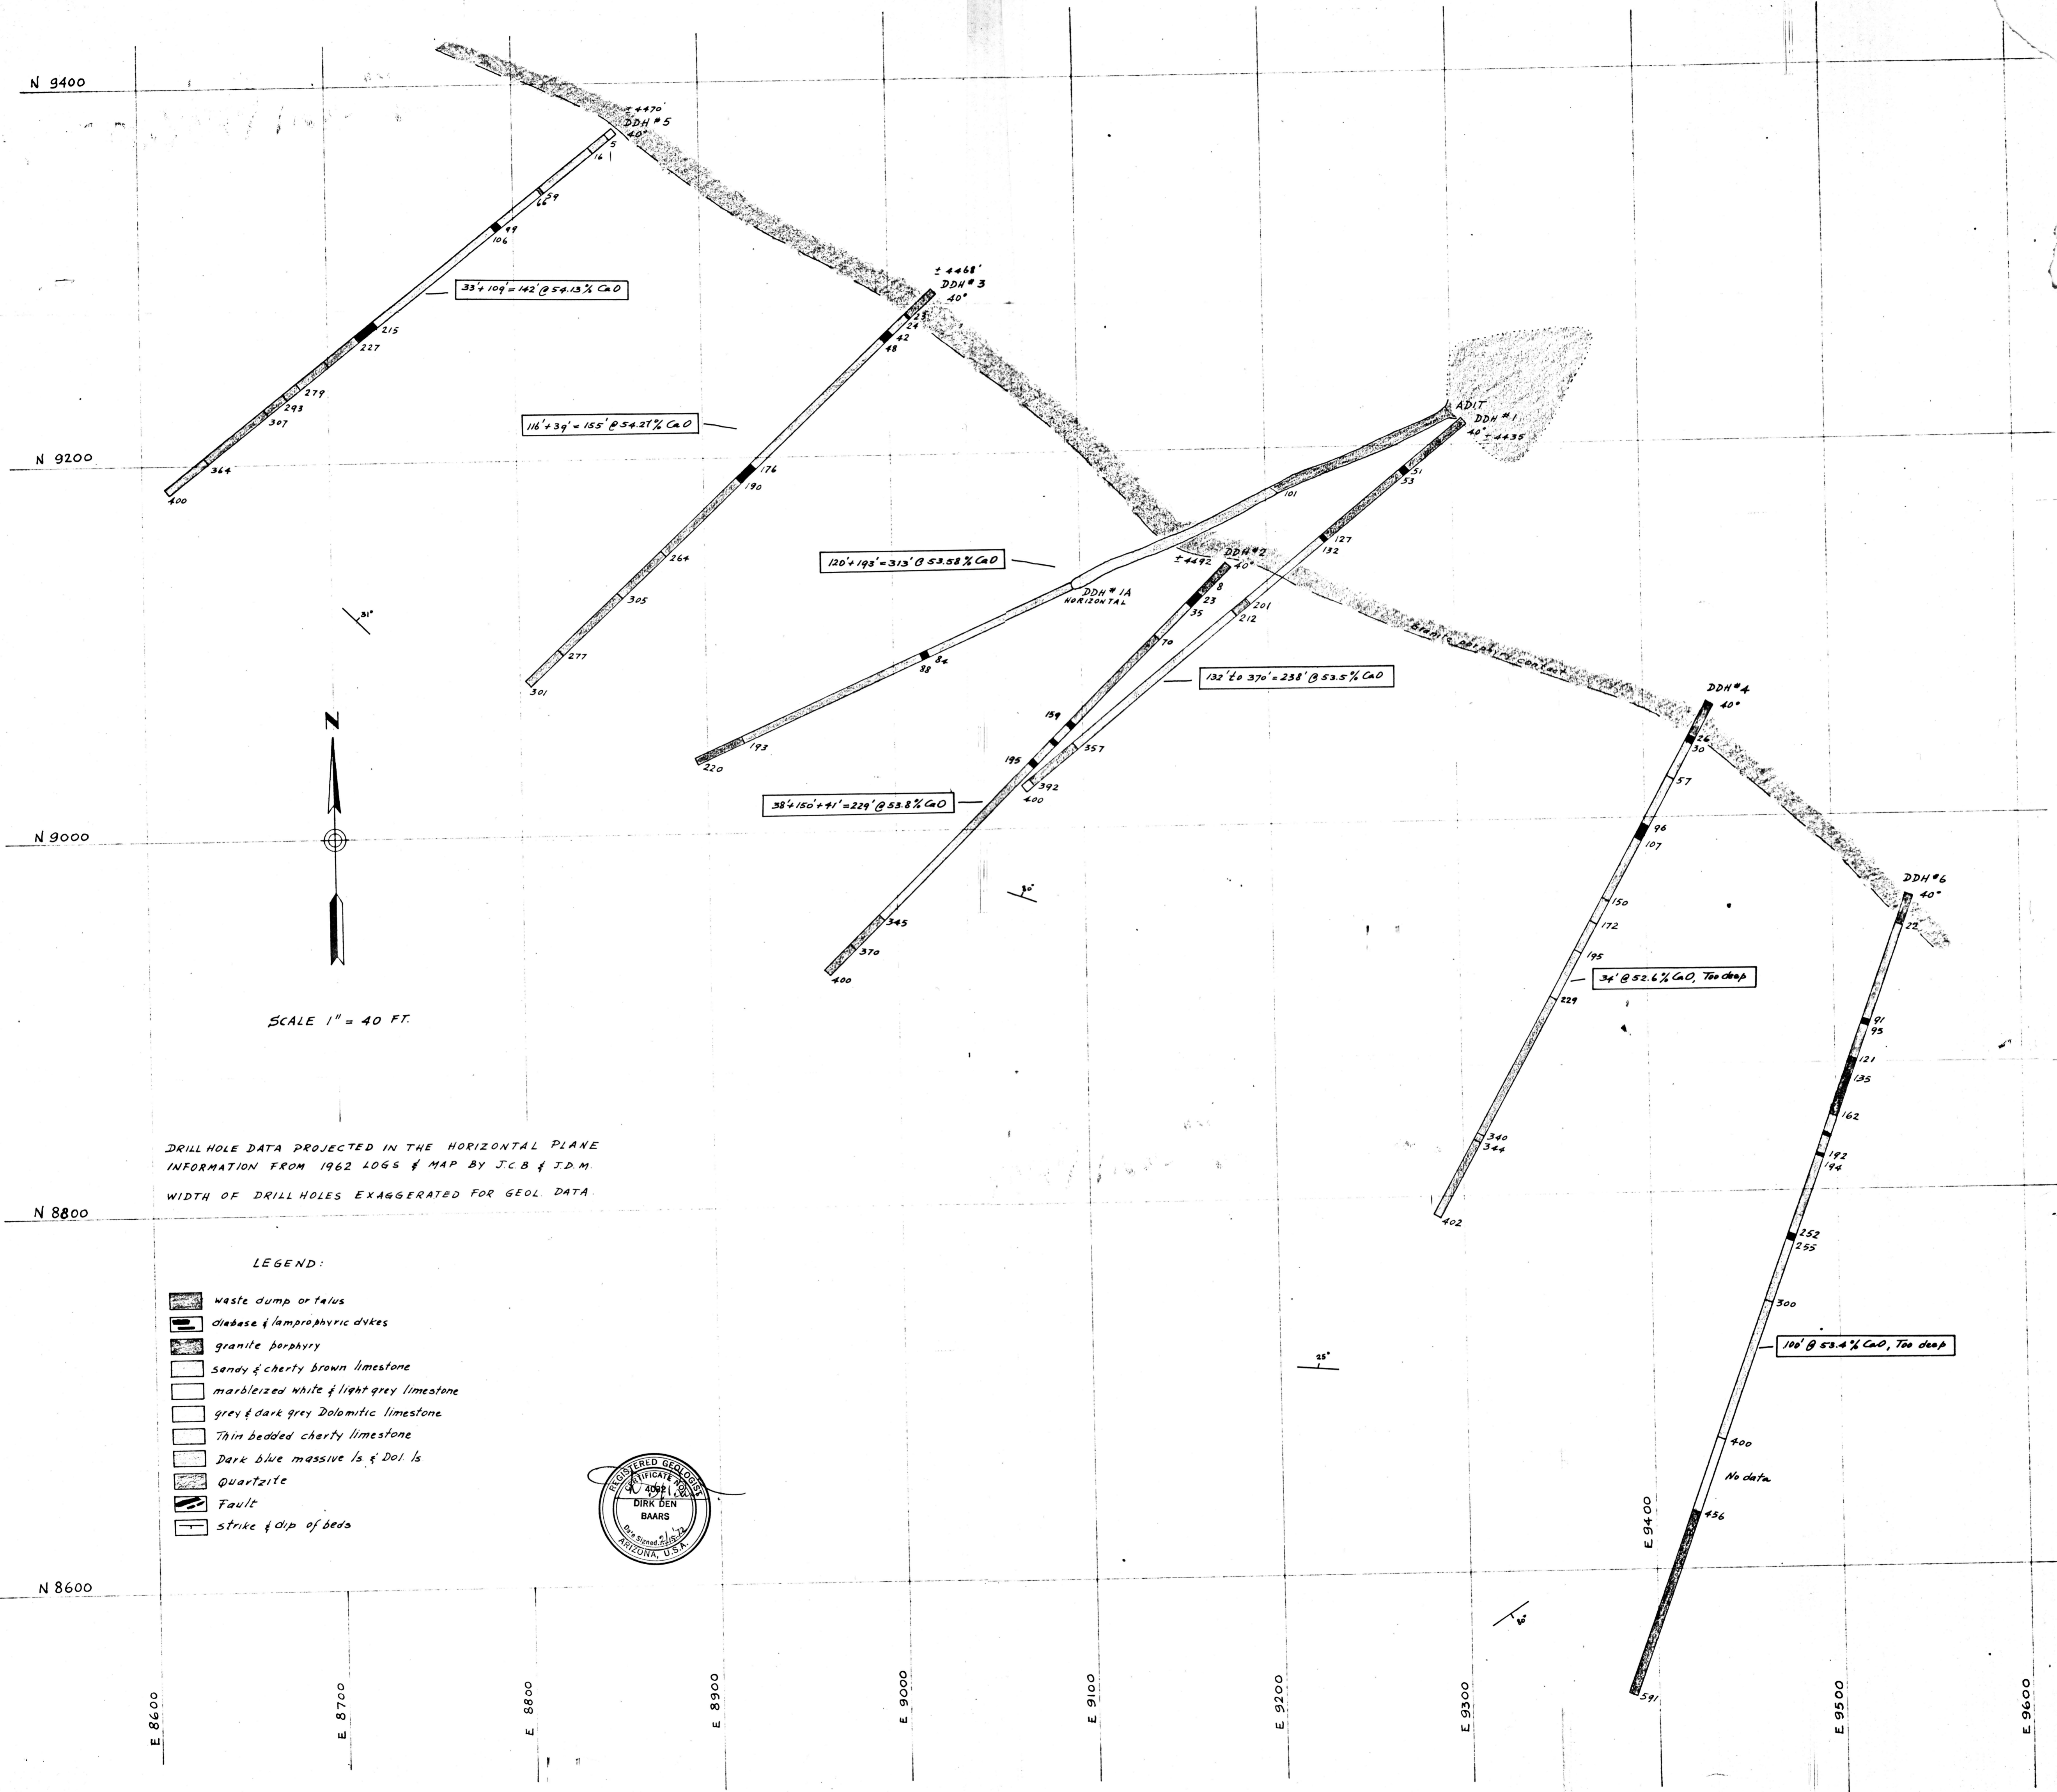 N 9400
± 4470'
DDH #5
40°
5
16
59
66
99
106
33'+109'=142' @ 54.13% CaO
215
227
279
293
307
364
400
± 4468'
DDH #3
40°
23
24
42
48
116'+39'=155' @ 54.27% CaO
176
190
264
305
277
301
N 9200
ADIT
DDH #1
40° ± 4435
51
53
101
127
132
201
212
132' to 370'=238' @ 53.5% CaO
357
392
400
120'+193'=313' @ 53.58% CaO
DDH #1A
HORIZONTAL
84
88
193
220
± 4492
DDH #2
40°
8
23
35
70
159
195
38'+150'+41'=229' @ 53.8% CaO
345
370
400
Granite porphyry contact
DDH #4
40°
26
30
57
96
107
150
172
195
34' @ 52.6% CaO, Too deep
229
340
344
402
DDH #6
40°
22
91
95
121
135
162
192
194
252
255
300
100' @ 53.4% CaO, Too deep
400
No data
456
591
31°
30°
25°
N
N 9000
SCALE 1" = 40 FT.
DRILL HOLE DATA PROJECTED IN THE HORIZONTAL PLANE
INFORMATION FROM 1962 LOGS & MAP BY J.C.B & J.D.M.
WIDTH OF DRILL HOLES EXAGGERATED FOR GEOL. DATA.
N 8800
LEGEND:
waste dump or talus
diabase & lamprophyric dykes
granite porphyry
sandy & cherty brown limestone
marbleized white & light grey limestone
grey & dark grey Dolomitic limestone
Thin bedded cherty limestone
Dark blue massive ls & Dol. ls
Quartzite
Fault
strike & dip of beds
REGISTERED GEOLOGIST
CERTIFICATE NO.
DIRK DEN
BAARS
Date Signed
ARIZONA, U.S.A.
N 8600
E 8600
E 8700
E 8800
E 8900
E 9000
E 9100
E 9200
E 9300
E 9400
E 9500
E 9600